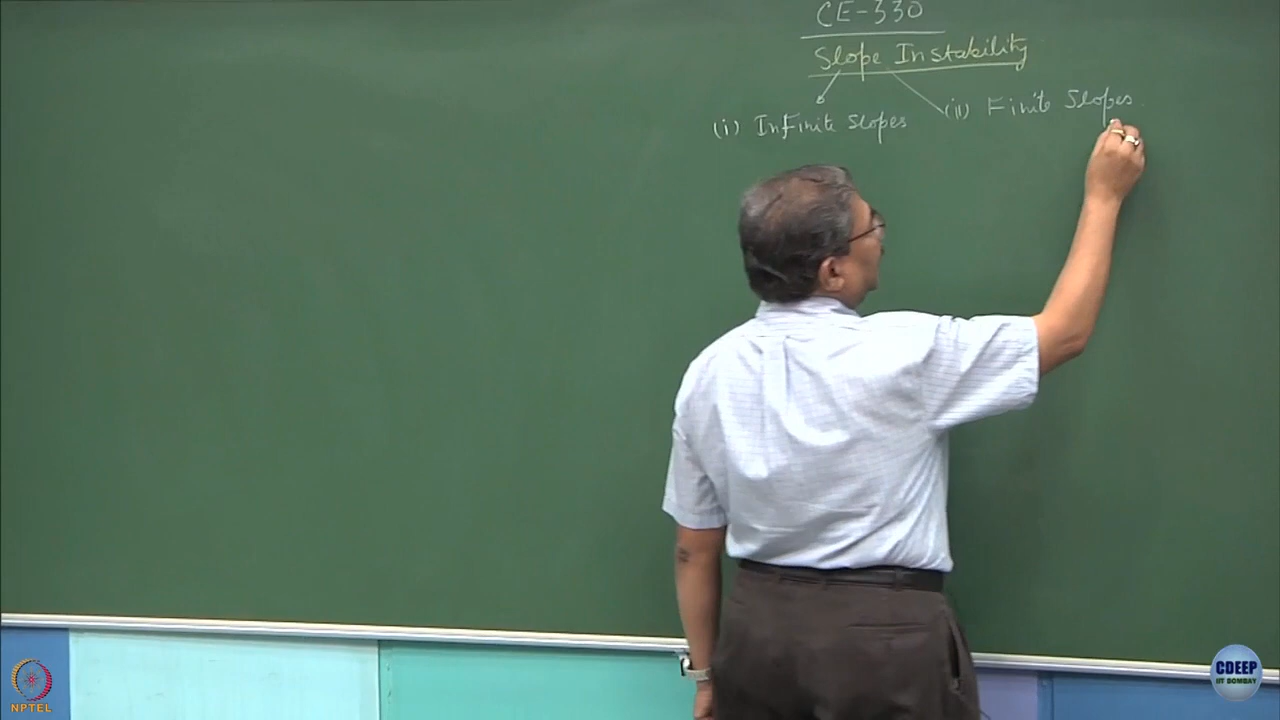 CE-330
Slope Instability
(i) Infinite Slopes
(ii) Finite Slopes
NPTEL
CDEEP
IIT BOMBAY